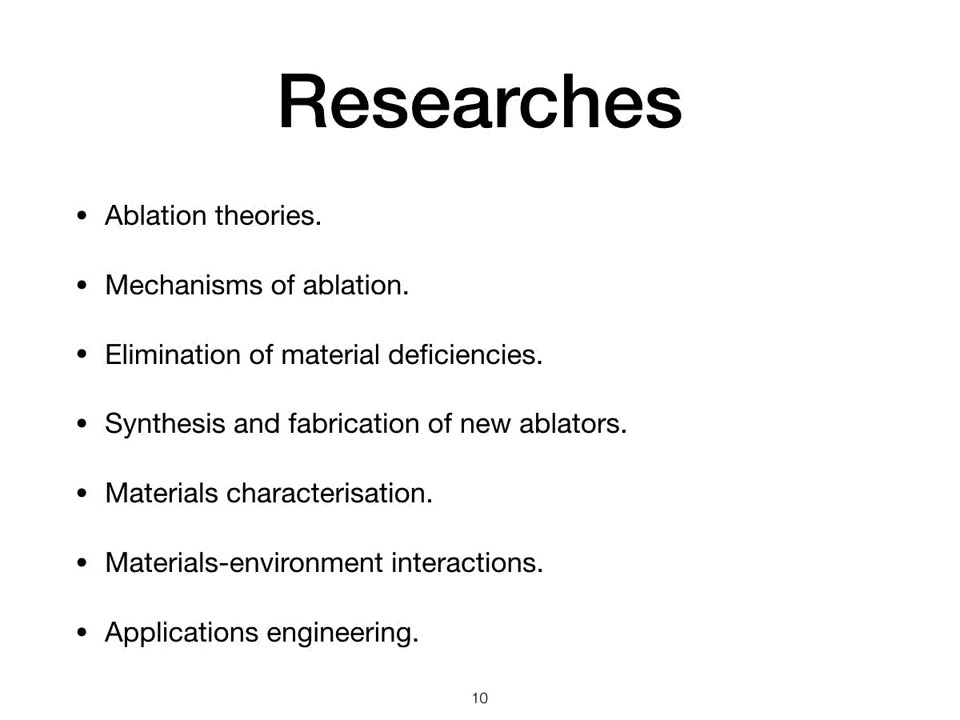 Researches
• Ablation theories.
• Mechanisms of ablation.
• Elimination of material deficiencies.
• Synthesis and fabrication of new ablators.
• Materials characterisation.
• Materials-environment interactions.
• Applications engineering.
10